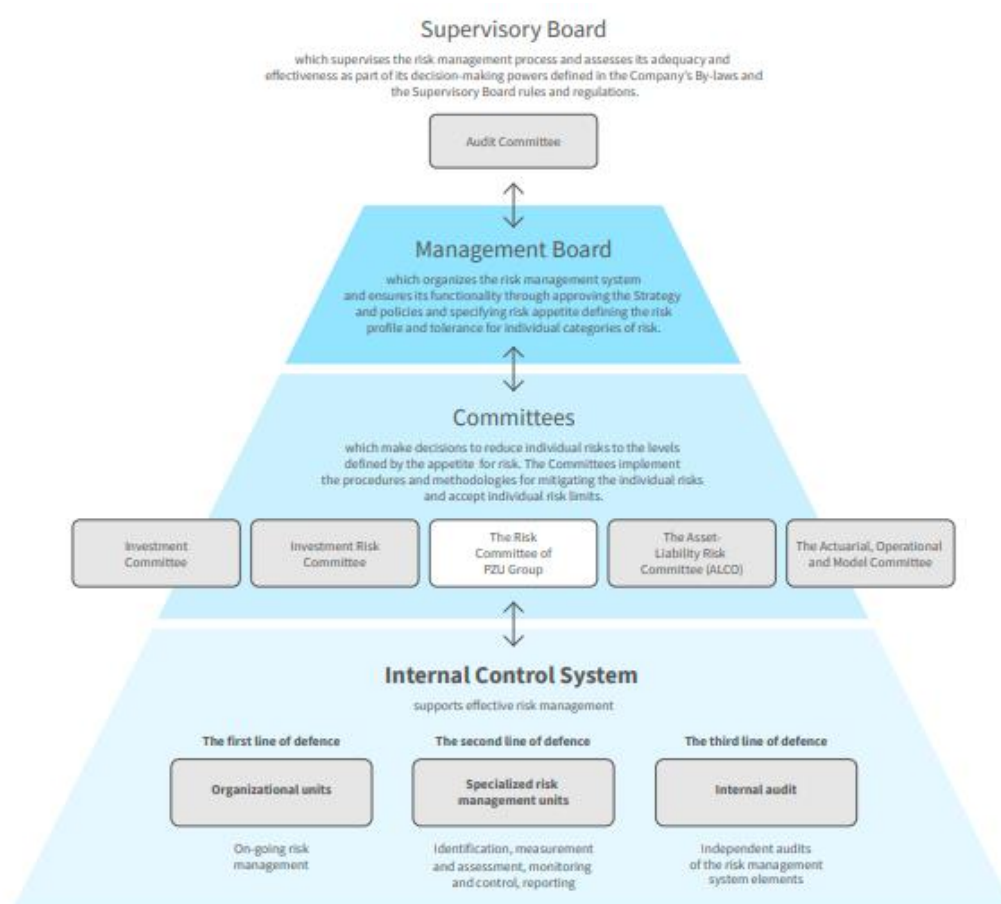 Supervisory Board
which supervises the risk management process and assesses its adequacy and
effectiveness as part of its decision-making powers defined in the Company's By-laws and
the Supervisory Board rules and regulations.
Audit Committee
Management Board
which organizes the risk management system
and ensures its functionality through approving the Strategy
and policies and specifying risk appetite defining the risk
profile and tolerance for individual categories of risk.
Committees
which make decisions to reduce individual risks to the levels
defined by the appetite for risk. The Committees implement
the procedures and methodologies for mitigating the individual risks
and accept individual risk limits.
Investment
Committee
Investment Risk
Committee
The Risk
Committee of
PZU Group
The Asset-
Liability Risk
Committee (ALCO)
The Actuarial, Operational
and Model Committee
Internal Control System
supports effective risk management
The first line of defence
Organizational units
On-going risk
management
The second line of defence
Specialized risk
management units
Identification, measurement
and assessment, monitoring
and control, reporting
The third line of defence
Internal audit
Independent audits
of the risk management
system elements